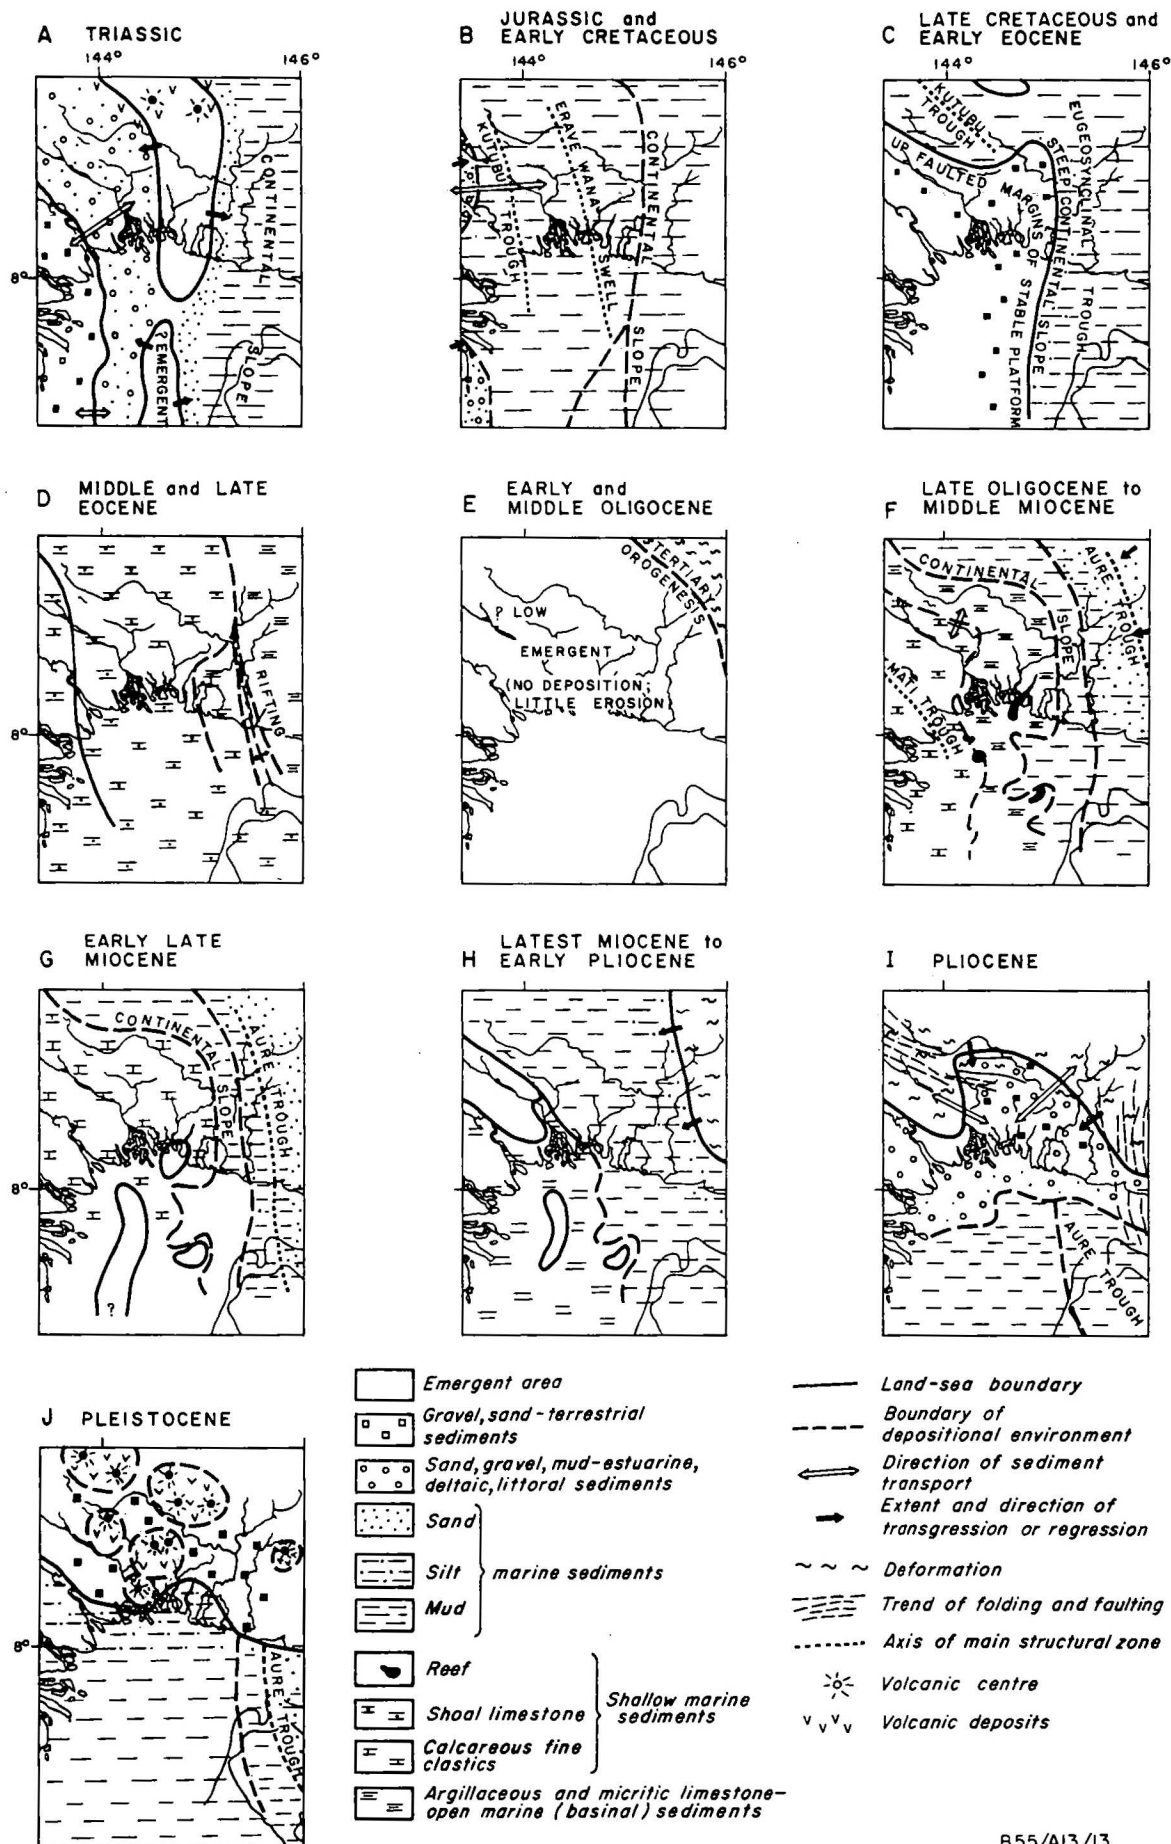 A TRIASSIC
144° 146°
CONTINENTAL
8°
? EMERGENT
SLOPE
B JURASSIC and
EARLY CRETACEOUS
144° 146°
KUTUBU TROUGH
ERAVE WANA SWELL
CONTINENTAL
SLOPE
C LATE CRETACEOUS and
EARLY EOCENE
144° 146°
KUTUBU
TROUGH
UP FAULTED MARGINS OF STABLE PLATFORM
STEEP CONTINENTAL SLOPE
EUGEOSYNCLINAL TROUGH
D MIDDLE and LATE
EOCENE
RIFTING
8°
E EARLY and
MIDDLE OLIGOCENE
TERTIARY
OROGENESIS
? LOW
EMERGENT
(NO DEPOSITION;
LITTLE EROSION)
F LATE OLIGOCENE to
MIDDLE MIOCENE
CONTINENTAL
SLOPE
AURE TROUGH
MATI TROUGH
G EARLY LATE
MIOCENE
CONTINENTAL
SLOPE
AURE TROUGH
8°
?
H LATEST MIOCENE to
EARLY PLIOCENE
I PLIOCENE
AURE TROUGH
J PLEISTOCENE
8°
AURE TROUGH
Emergent area
Gravel, sand-terrestrial
sediments
Sand, gravel, mud-estuarine,
deltaic, littoral sediments
Sand
Silt
marine sediments
Mud
Reef
Shoal limestone
Shallow marine
sediments
Calcareous fine
clastics
Argillaceous and micritic limestone-
open marine (basinal) sediments
Land-sea boundary
Boundary of
depositional environment
Direction of sediment
transport
Extent and direction of
transgression or regression
Deformation
Trend of folding and faulting
Axis of main structural zone
Volcanic centre
v v v v Volcanic deposits
B55/A13/13